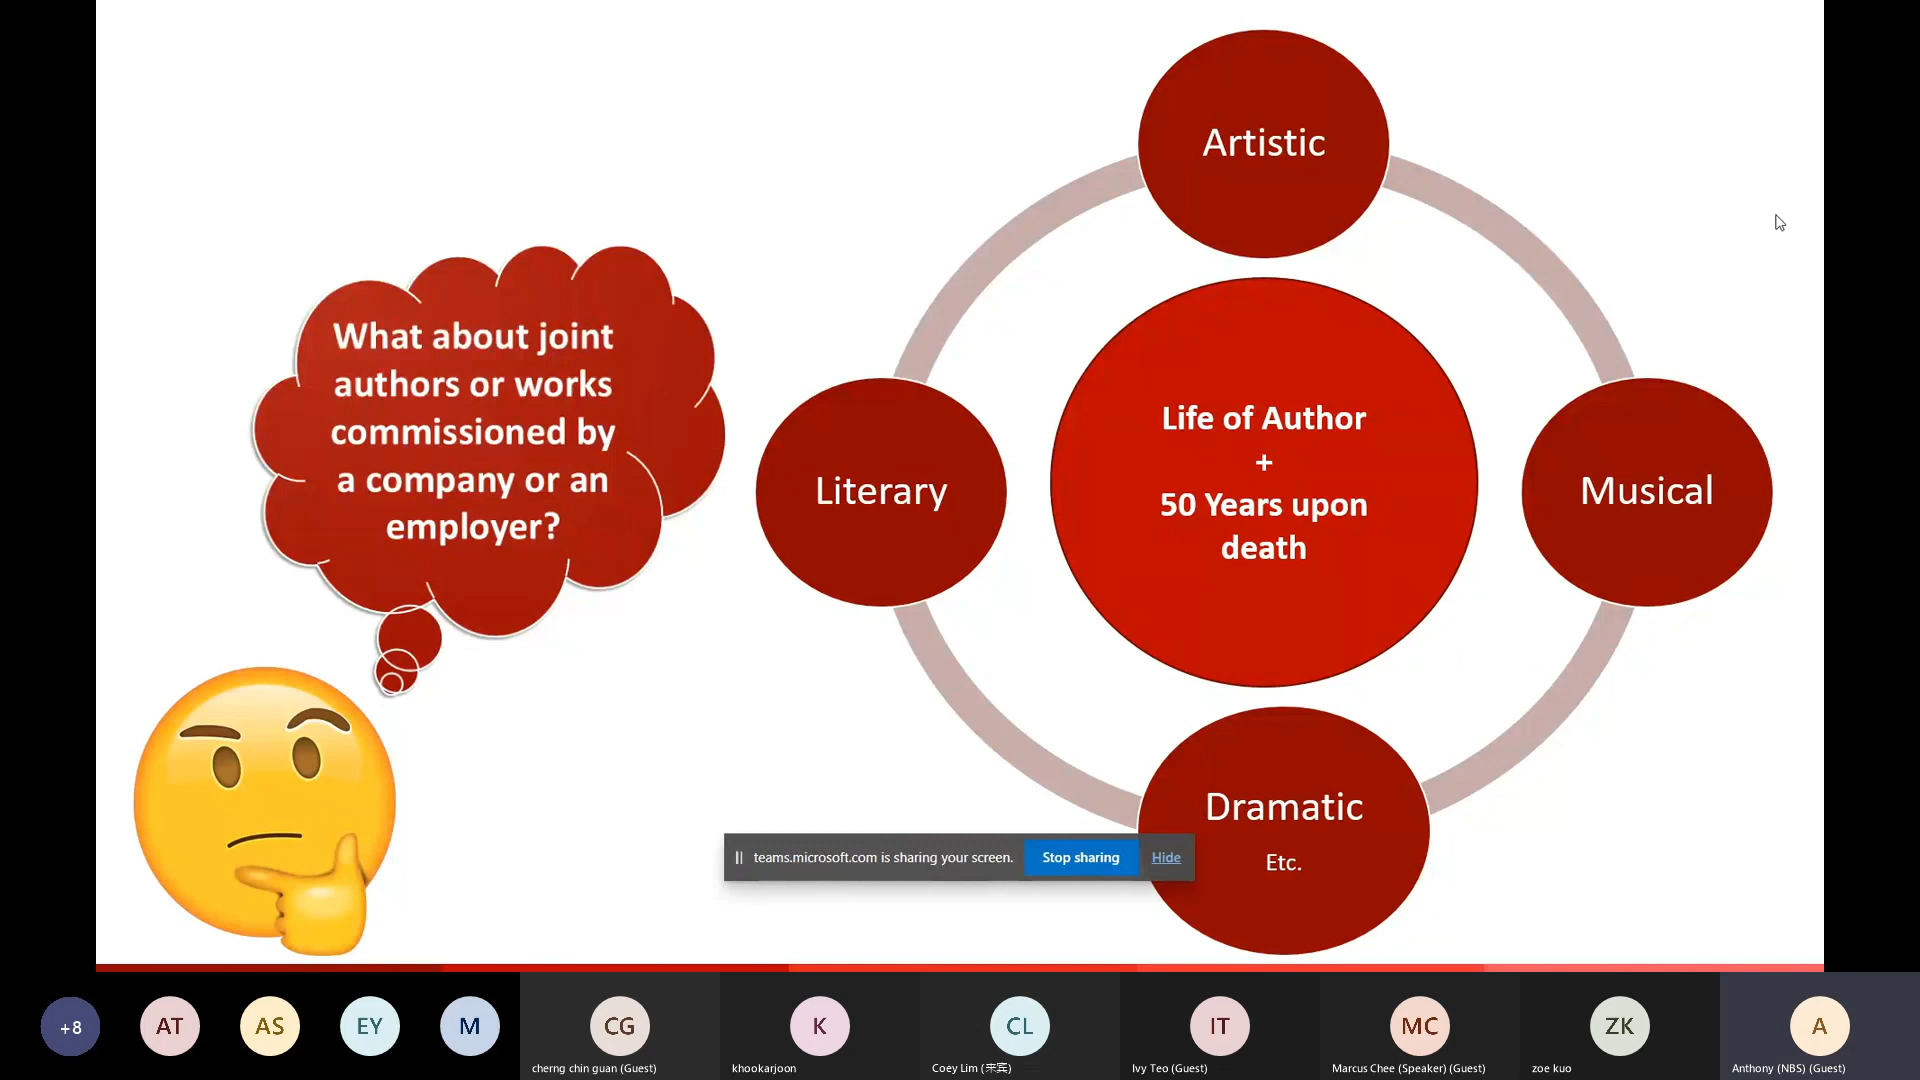 Artistic
What about joint
authors or works
commissioned by
a company or an
employer?
Literary
Life of Author
+
50 Years upon
death
Musical
Dramatic
Etc.
teams.microsoft.com is sharing your screen.
Stop sharing
Hide
+8
AT
AS
EY
M
CG
cherng chin guan (Guest)
K
khookarjoon
CL
Coey Lim (来宾)
IT
Ivy Teo (Guest)
MC
Marcus Chee (Speaker) (Guest)
ZK
zoe kuo
A
Anthony (NBS) (Guest)